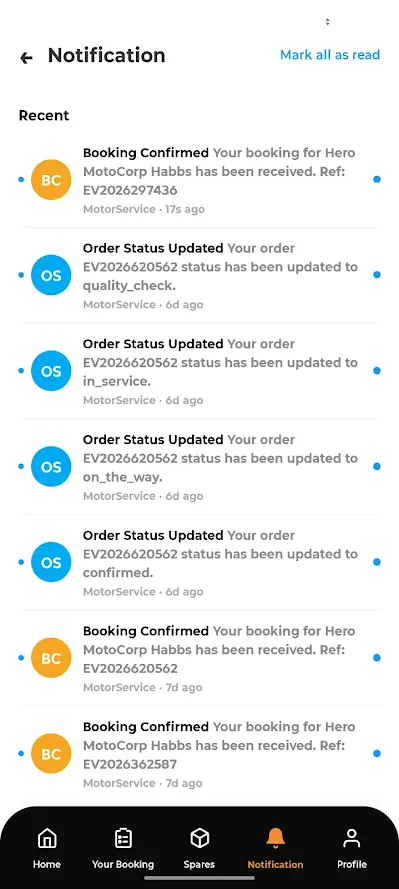 Notification
Mark all as read
Recent
BC
Booking Confirmed Your booking for Hero
MotoCorp Habbs has been received. Ref:
EV2026297436
MotorService • 17s ago
OS
Order Status Updated Your order
EV2026620562 status has been updated to
quality_check.
MotorService • 6d ago
OS
Order Status Updated Your order
EV2026620562 status has been updated to
in_service.
MotorService • 6d ago
OS
Order Status Updated Your order
EV2026620562 status has been updated to
on_the_way.
MotorService • 6d ago
OS
Order Status Updated Your order
EV2026620562 status has been updated to
confirmed.
MotorService • 6d ago
BC
Booking Confirmed Your booking for Hero
MotoCorp Habbs has been received. Ref:
EV2026620562
MotorService • 7d ago
BC
Booking Confirmed Your booking for Hero
MotoCorp Habbs has been received. Ref:
EV2026362587
MotorService • 7d ago
Home
Your Booking
Spares
Notification
Profile